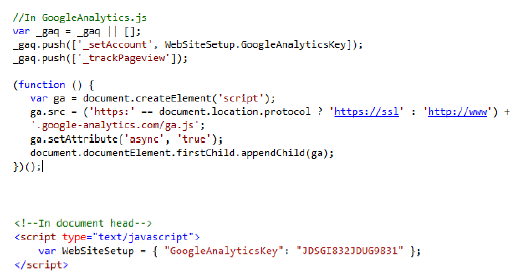 //In GoogleAnalytics.js
var _gaq = _gaq || [];
_gaq.push(['_setAccount', WebSiteSetup.GoogleAnalyticsKey]);
_gaq.push(['_trackPageview']);
(function () {
var ga = document.createElement('script');
ga.src = ('https:' == document.location.protocol ? 'https://ssl' : 'http://www') +
'.google-analytics.com/ga.js';
ga.setAttribute('async', 'true');
document.documentElement.firstChild.appendChild(ga);
})();
<!--In document head-->
<script type="text/javascript">
var WebSiteSetup = { "GoogleAnalyticsKey": "JDSGI832JDUG9831" };
</script>